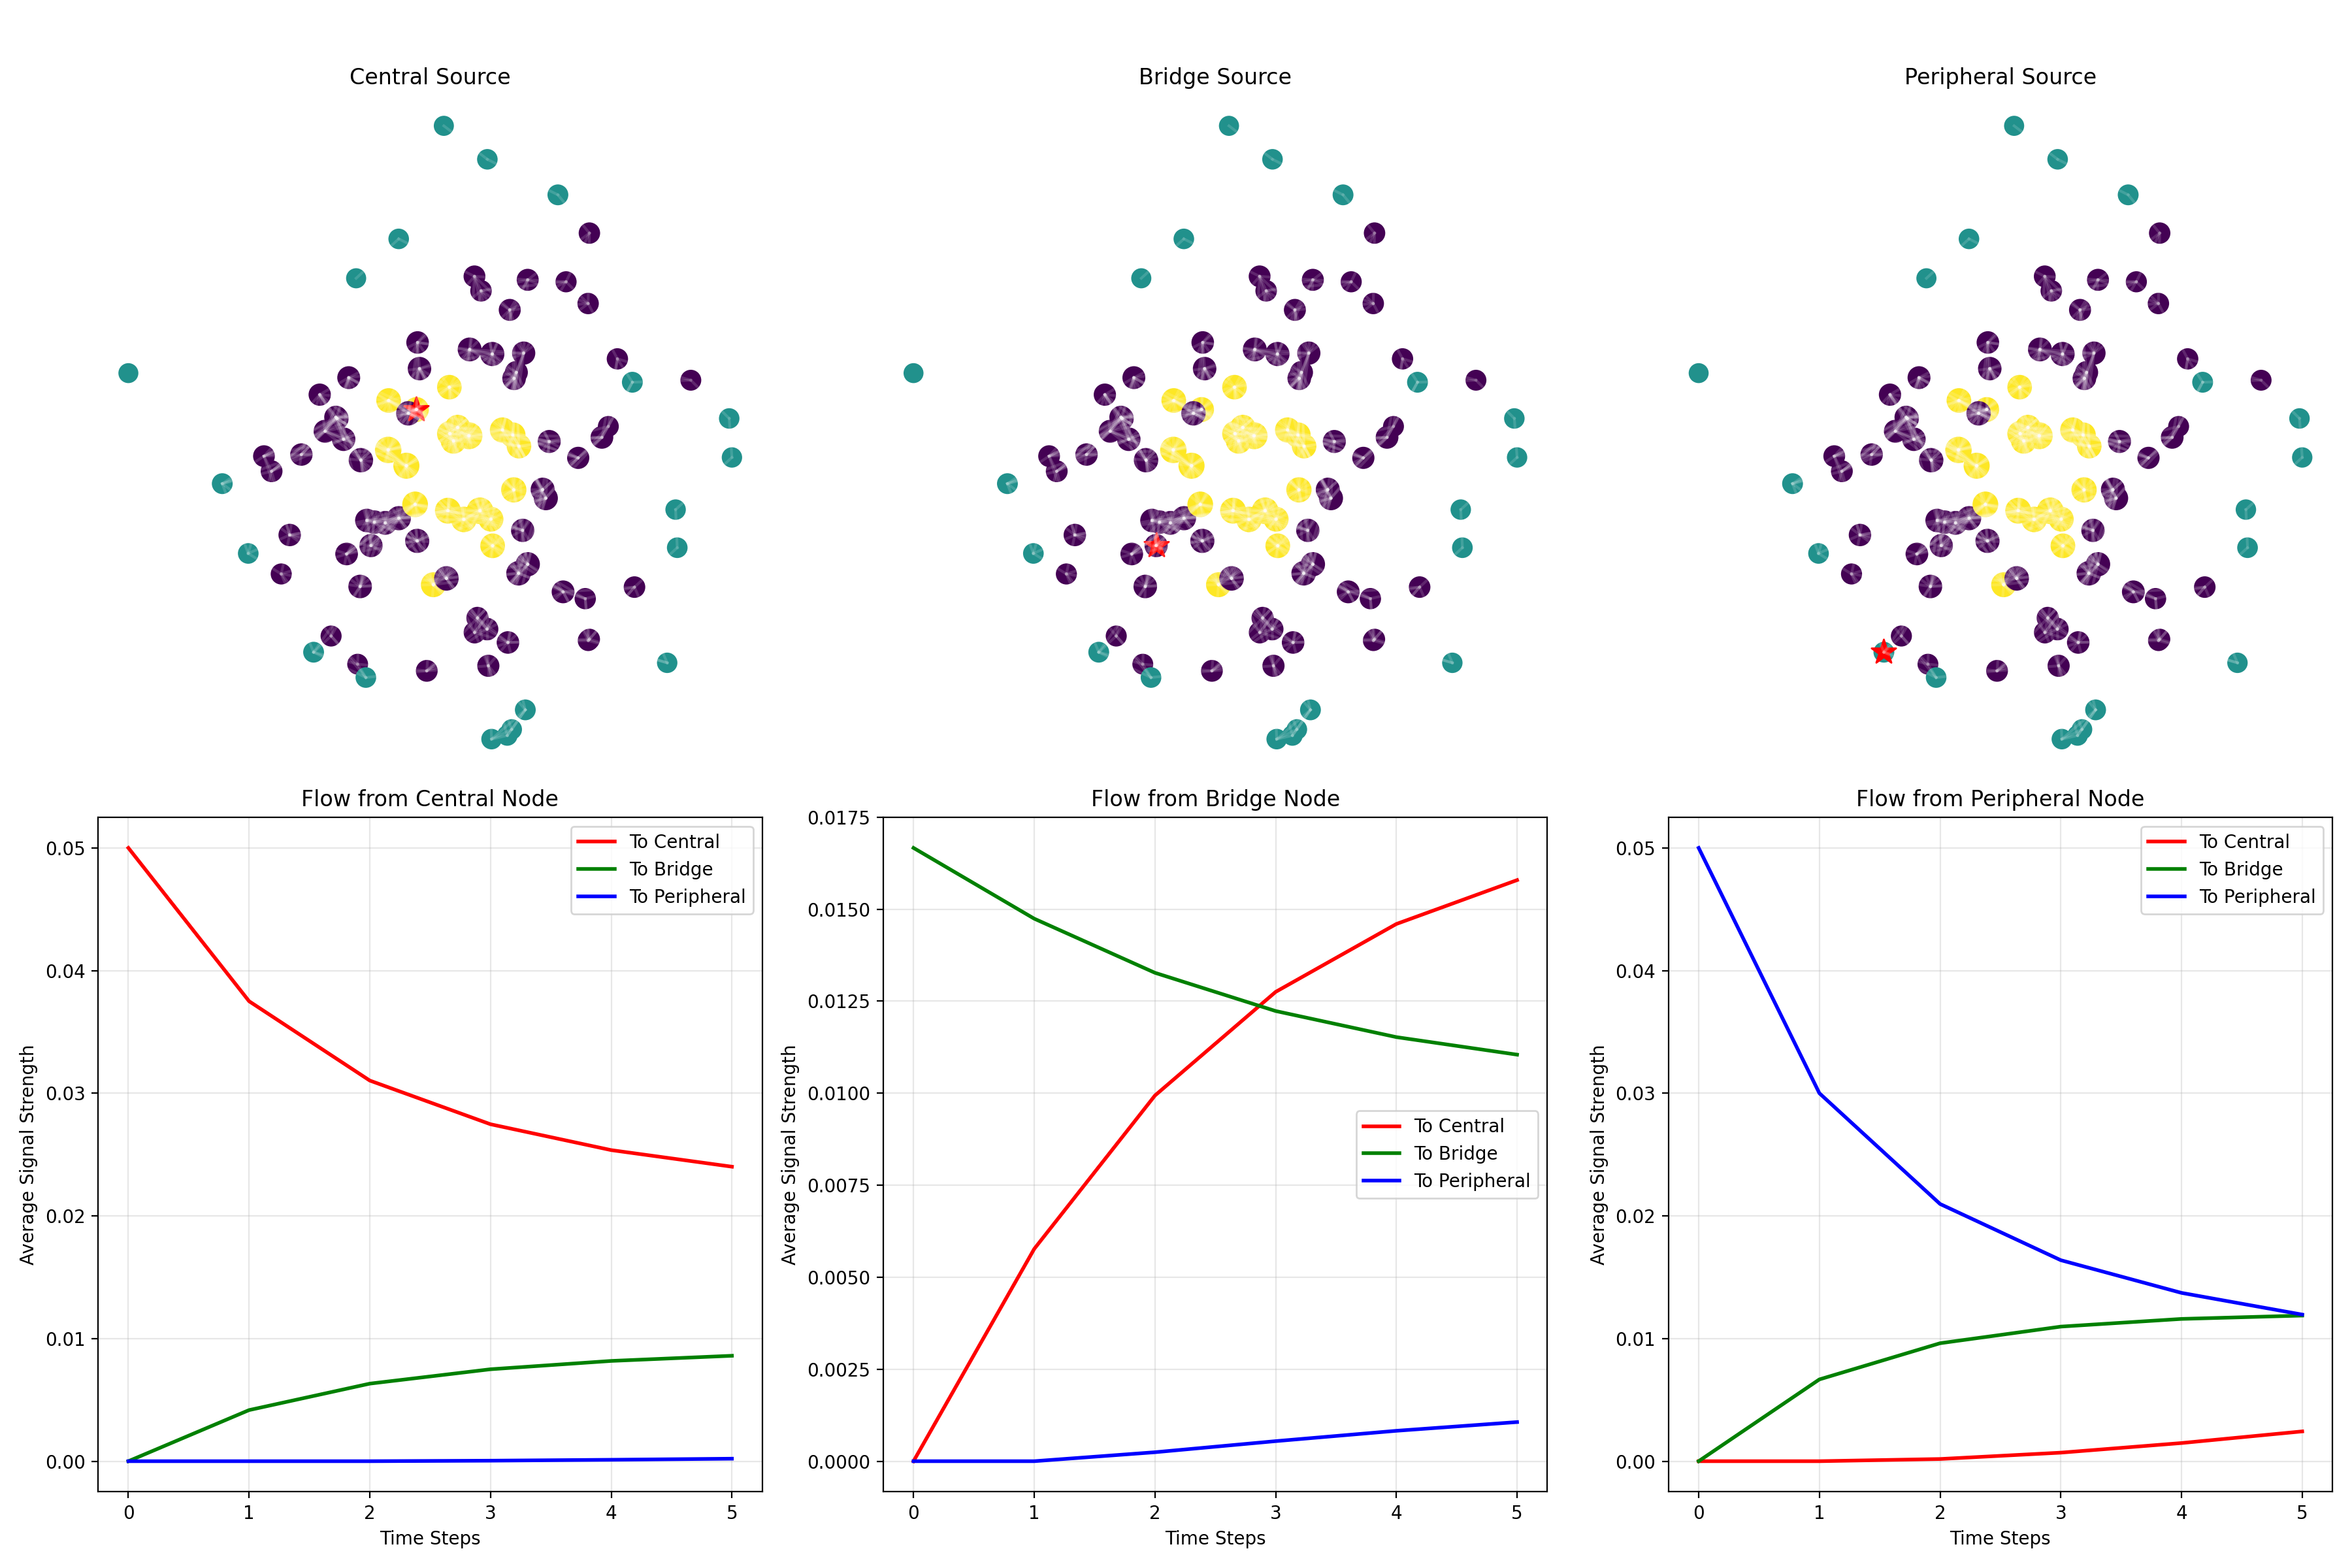 Central Source
Bridge Source
Peripheral Source
Flow from Central Node
Average Signal Strength
0.05
0.04
0.03
0.02
0.01
0.00
To Central
To Bridge
To Peripheral
0 1 2 3 4 5
Time Steps
Flow from Bridge Node
Average Signal Strength
0.0175
0.0150
0.0125
0.0100
0.0075
0.0050
0.0025
0.0000
To Central
To Bridge
To Peripheral
0 1 2 3 4 5
Time Steps
Flow from Peripheral Node
Average Signal Strength
0.05
0.04
0.03
0.02
0.01
0.00
To Central
To Bridge
To Peripheral
0 1 2 3 4 5
Time Steps